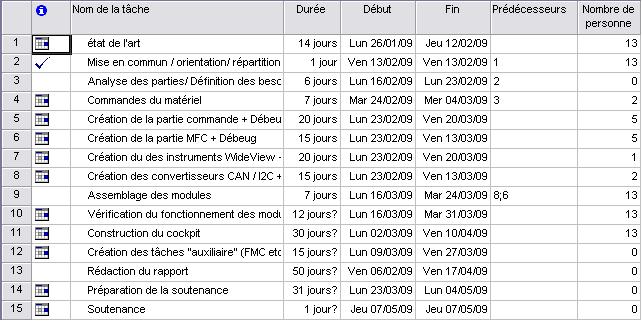 Nom de la tâche Durée Début Fin Prédécesseurs Nombre de personne
1 état de l'art 14 jours Lun 26/01/09 Jeu 12/02/09 13
2 Mise en commun / orientation/ répartition 1 jour Ven 13/02/09 Ven 13/02/09 1 13
3 Analyse des parties/ Définition des besc 6 jours Lun 16/02/09 Lun 23/02/09 2 0
4 Commandes du matériel 7 jours Mar 24/02/09 Mer 04/03/09 3 2
5 Création de la partie commande + Débeu 20 jours Lun 23/02/09 Ven 20/03/09 5
6 Création de la partie MFC + Débeug 15 jours Lun 23/02/09 Ven 13/03/09 5
7 Création du des instruments WideView - 20 jours Lun 23/02/09 Ven 20/03/09 1
8 Création des convertisseurs CAN / I2C + 15 jours Lun 23/02/09 Ven 13/03/09 2
9 Assemblage des modules 7 jours Lun 16/03/09 Mar 24/03/09 8;6 13
10 Vérification du fonctionnement des modu 12 jours? Lun 16/03/09 Mar 31/03/09 13
11 Construction du cockpit 30 jours? Lun 02/03/09 Ven 10/04/09 13
12 Création des tâches "auxiliaire" (FMC etc 15 jours? Lun 09/03/09 Ven 27/03/09 0
13 Rédaction du rapport 50 jours? Ven 06/02/09 Ven 17/04/09 0
14 Préparation de la soutenance 31 jours? Lun 23/03/09 Lun 04/05/09 0
15 Soutenance 1 jour? Jeu 07/05/09 Jeu 07/05/09 0